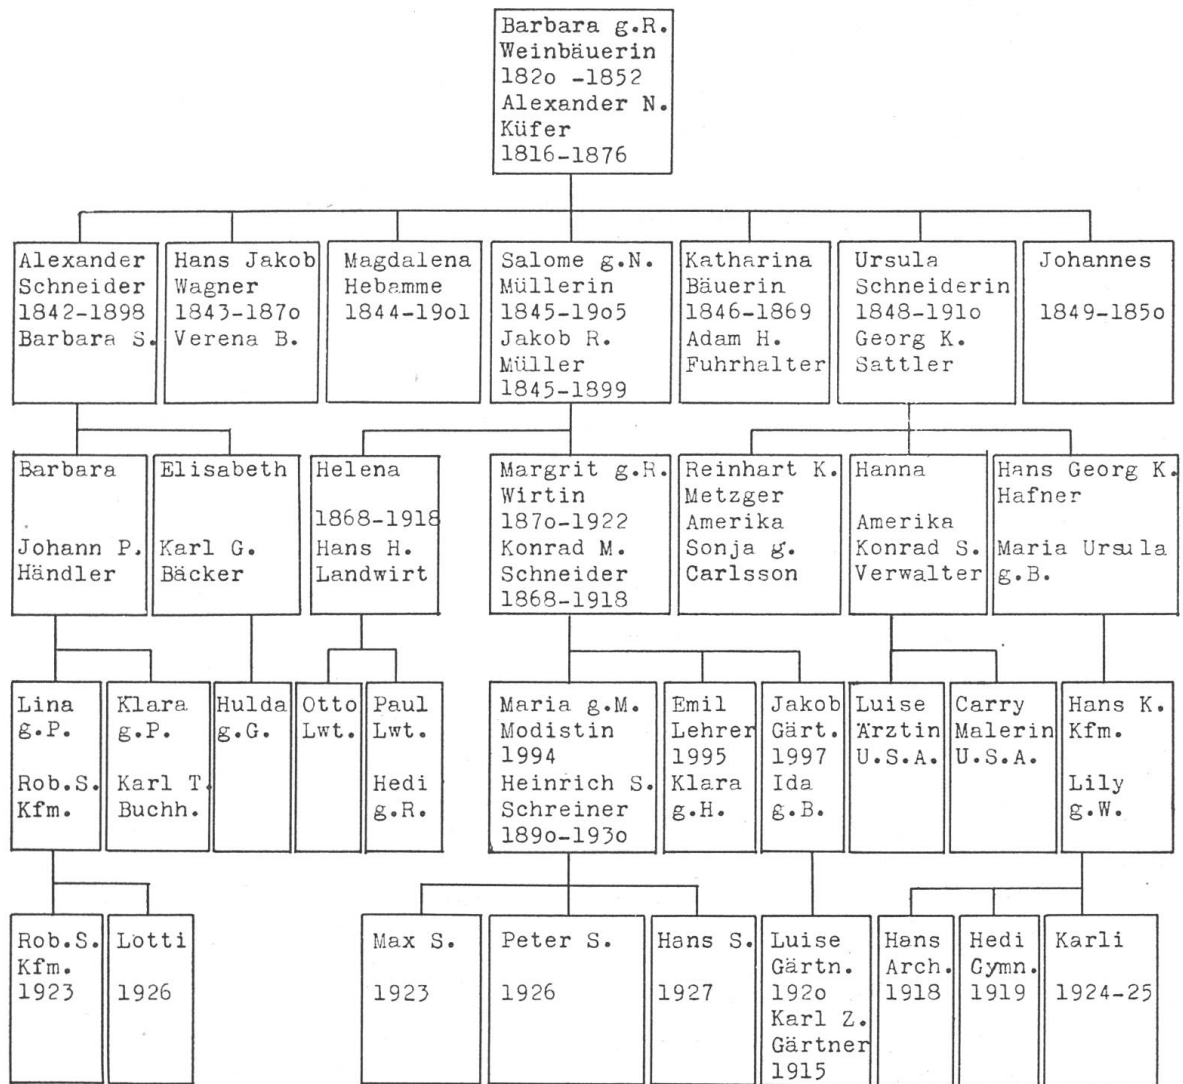 Barbara g.R.
Weinbäuerin
182o -1852
Alexander N.
Küfer
1816-1876
Alexander
Schneider
1842-1898
Barbara S.
Hans Jakob
Wagner
1843-187o
Verena B.
Magdalena
Hebamme
1844-19o1
Salome g.N.
Müllerin
1845-19o5
Jakob R.
Müller
1845-1899
Katharina
Bäuerin
1846-1869
Adam H.
Fuhrhalter
Ursula
Schneiderin
1848-191o
Georg K.
Sattler
Johannes
1849-185o
Barbara
Johann P.
Händler
Elisabeth
Karl G.
Bäcker
Helena
1868-1918
Hans H.
Landwirt
Margrit g.R.
Wirtin
187o-1922
Konrad M.
Schneider
1868-1918
Reinhart K.
Metzger
Amerika
Sonja g.
Carlsson
Hanna
Amerika
Konrad S.
Verwalter
Hans Georg K.
Hafner
Maria Ursula
g.B.
Lina
g.P.
Rob.S.
Kfm.
Klara
g.P.
Karl T.
Buchh.
Hulda
g.G.
Otto
Lwt.
Paul
Lwt.
Hedi
g.R.
Maria g.M.
Modistin
1994
Heinrich S.
Schreiner
189o-193o
Emil
Lehrer
1995
Klara
g.H.
Jakob
Gärt.
1997
Ida
g.B.
Luise
Ärztin
U.S.A.
Carry
Malerin
U.S.A.
Hans K.
Kfm.
Lily
g.W.
Rob.S.
Kfm.
1923
Lotti
1926
Max S.
1923
Peter S.
1926
Hans S.
1927
Luise
Gärtn.
192o
Karl Z.
Gärtner
1915
Hans
Arch.
1918
Hedi
Gymn.
1919
Karli
1924-25